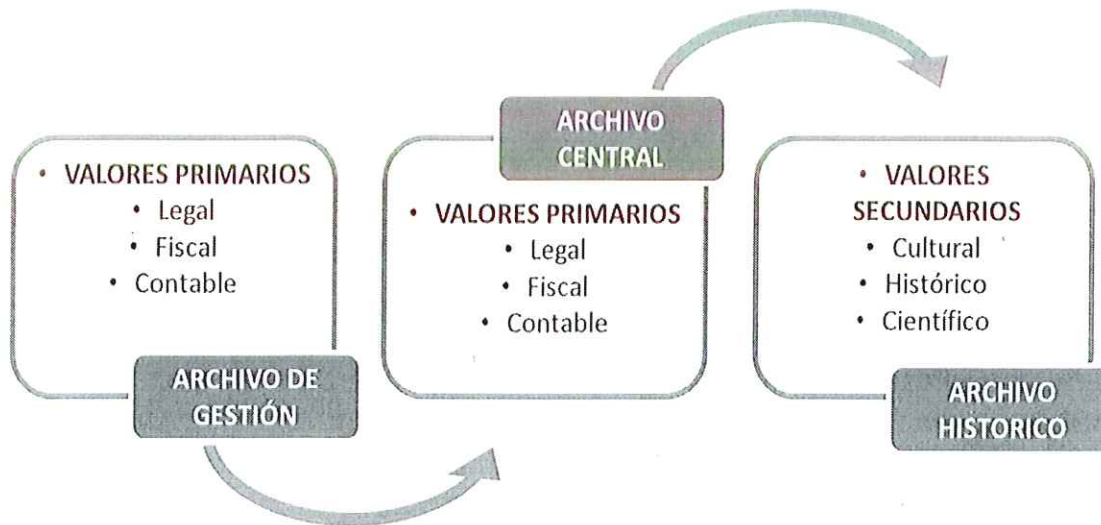 • VALORES PRIMARIOS
• Legal
• Fiscal
• Contable
ARCHIVO DE
GESTIÓN
ARCHIVO
CENTRAL
• VALORES PRIMARIOS
• Legal
• Fiscal
• Contable
• VALORES
SECUNDARIOS
• Cultural
• Histórico
• Científico
ARCHIVO
HISTORICO